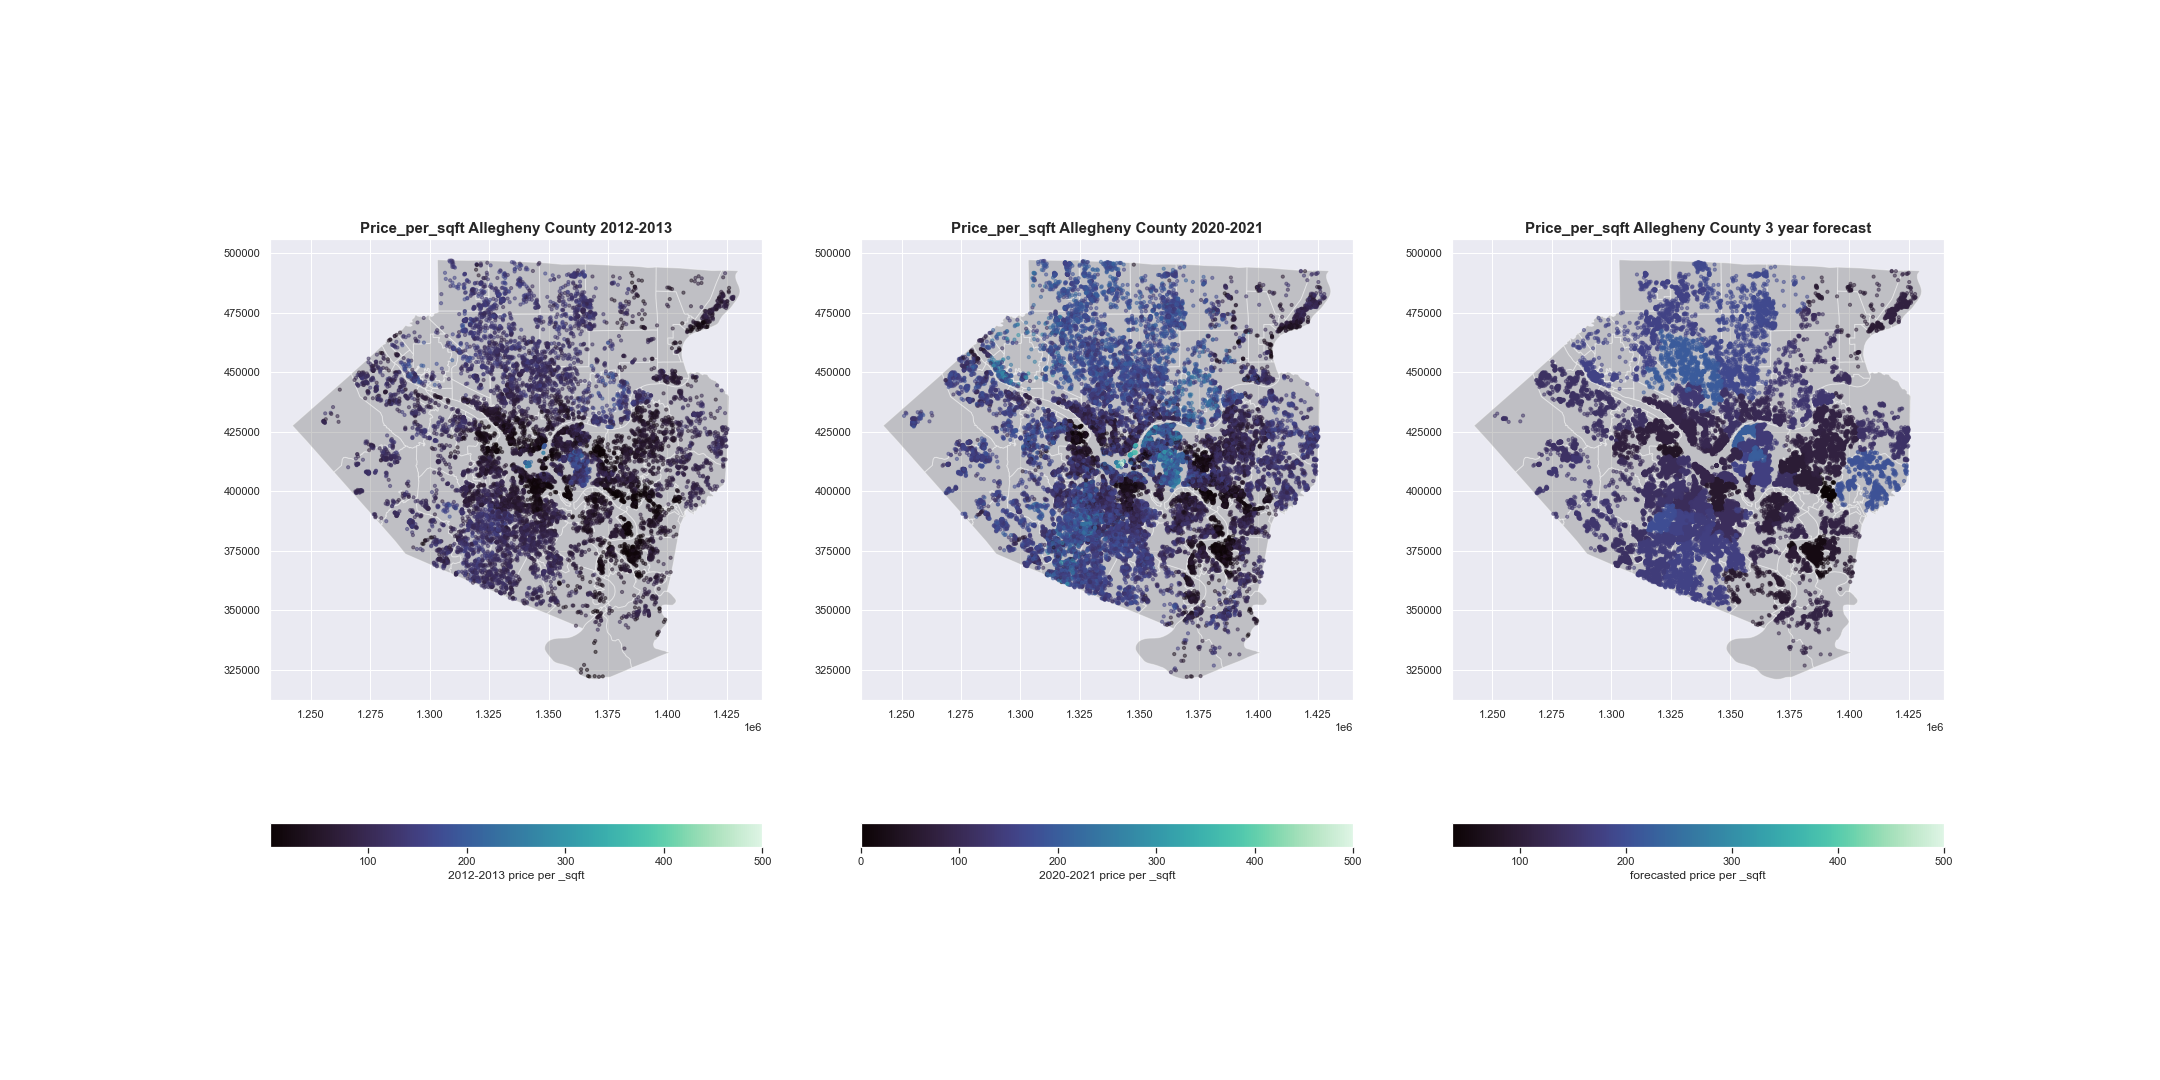 Price_per_sqft Allegheny County 2012-2013
500000
475000
450000
425000
400000
375000
350000
325000
1.250 1.275 1.300 1.325 1.350 1.375 1.400 1.425
1e6
100 200 300 400 500
2012-2013 price per _sqft
Price_per_sqft Allegheny County 2020-2021
500000
475000
450000
425000
400000
375000
350000
325000
1.250 1.275 1.300 1.325 1.350 1.375 1.400 1.425
1e6
0 100 200 300 400 500
2020-2021 price per _sqft
Price_per_sqft Allegheny County 3 year forecast
500000
475000
450000
425000
400000
375000
350000
325000
1.250 1.275 1.300 1.325 1.350 1.375 1.400 1.425
1e6
100 200 300 400 500
forecasted price per _sqft